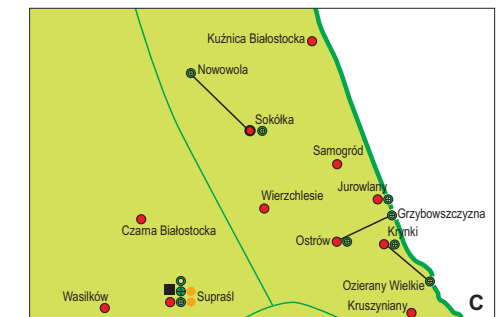 Kuźnica Białostocka
Nowowola
Sokółka
Samogród
Jurowlany
Wierzchlesie
Grzybowszczyzna
Czarna Białostocka
Krynki
Ostrów
Ozierany Wielkie
Supraśl
Wasilków
Kruszyniany
C